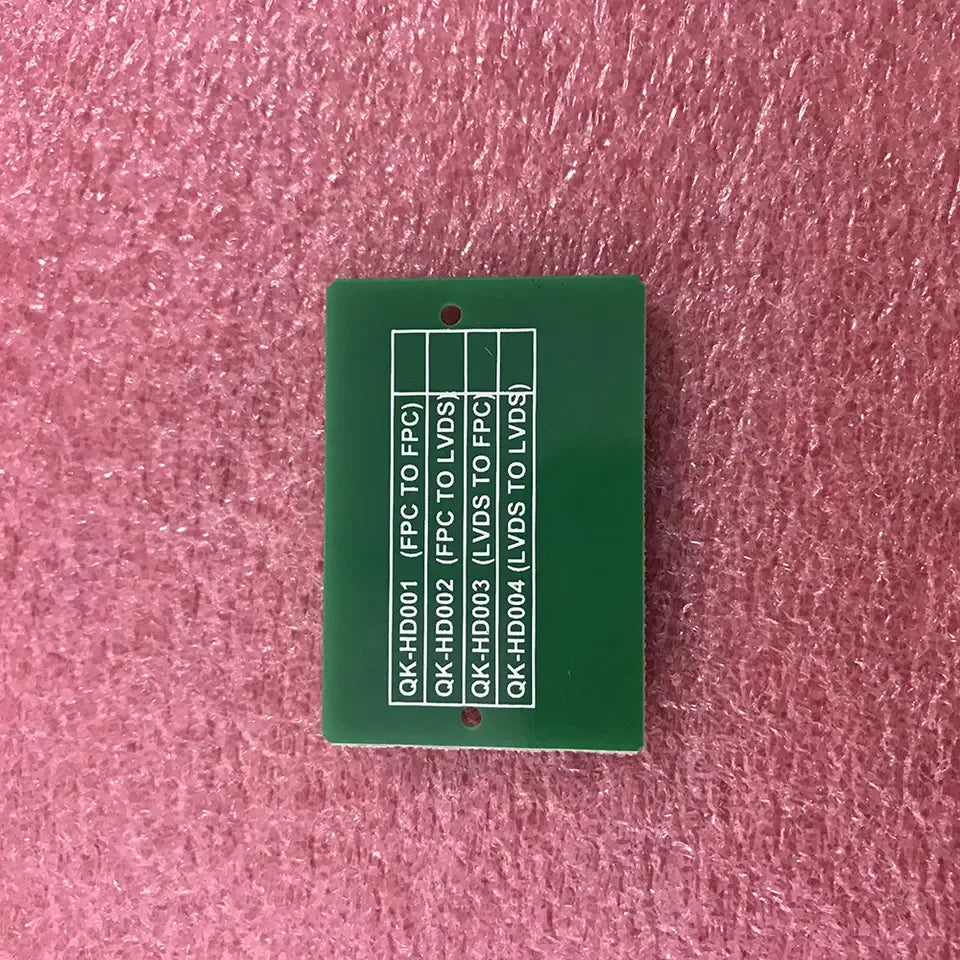 QK-HD001 (FPC TO FPC)
QK-HD002 (FPC TO LVDS)
QK-HD003 (LVDS TO FPC)
QK-HD004 (LVDS TO LVDS)